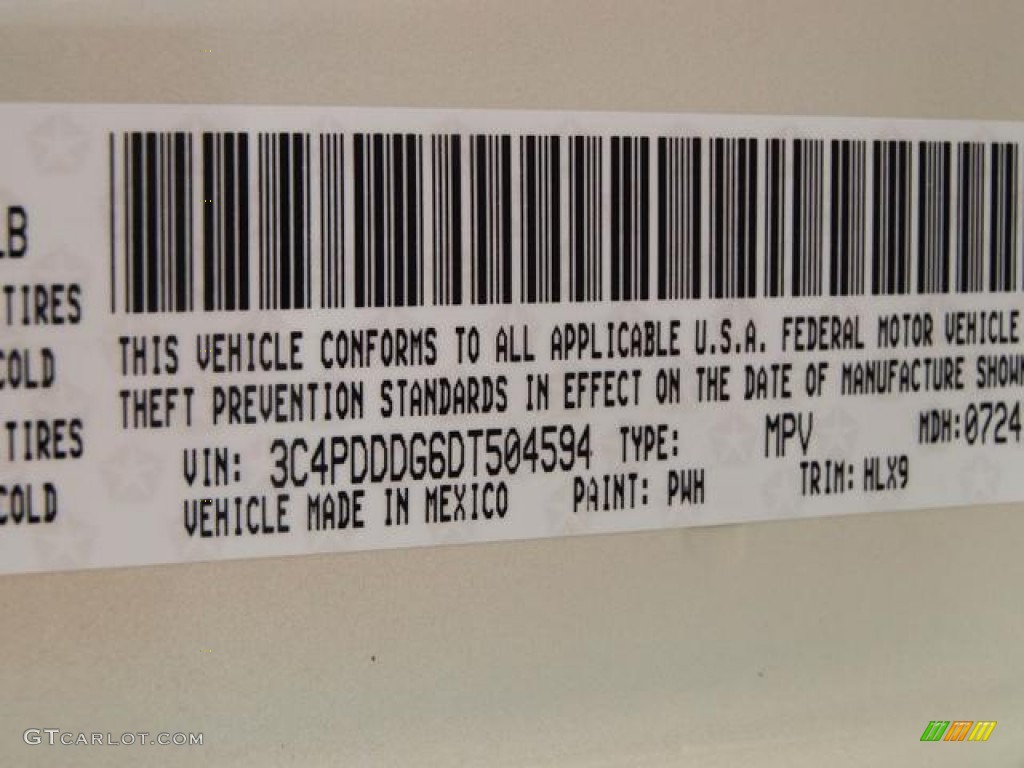 LB
TIRES
COLD
TIRES
COLD
THIS VEHICLE CONFORMS TO ALL APPLICABLE U.S.A. FEDERAL MOTOR VEHICLE
THEFT PREVENTION STANDARDS IN EFFECT ON THE DATE OF MANUFACTURE SHOWN
VIN: 3C4PDDDG6DT504594 TYPE: MPV MDH:0724
VEHICLE MADE IN MEXICO PAINT: PWH TRIM: HLX9
GTCARLOT.COM